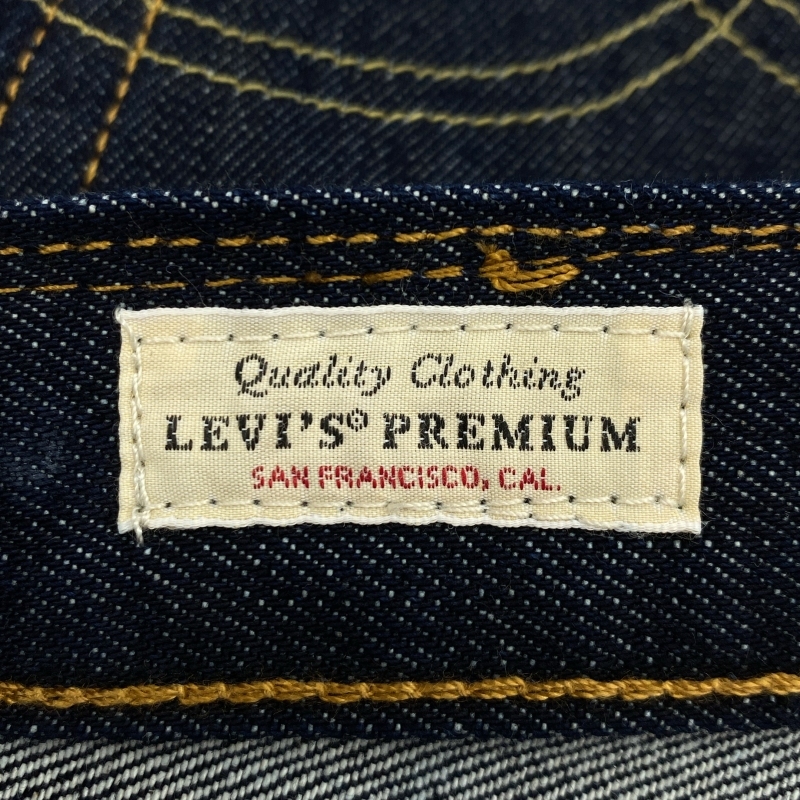 Quality Clothing
LEVI'S® PREMIUM
SAN FRANCISCO, CAL.